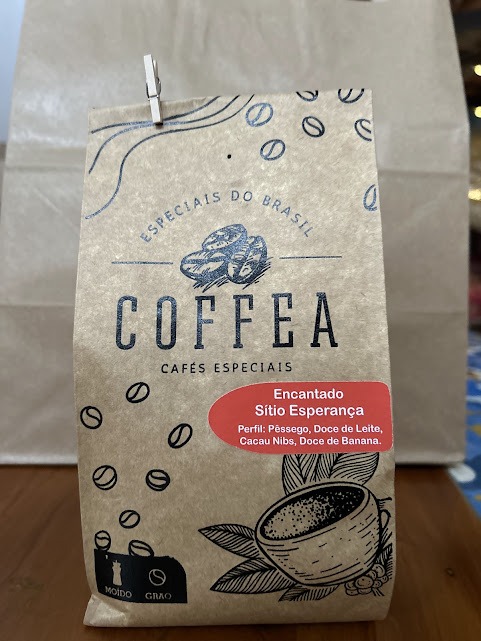 ESPECIAIS DO BRASIL
COFFEA
CAFÉS ESPECIAIS
Encantado
Sítio Esperança
Perfil: Pêssego, Doce de Leite,
Cacau Nibs, Doce de Banana.
MOÍDO GRAO